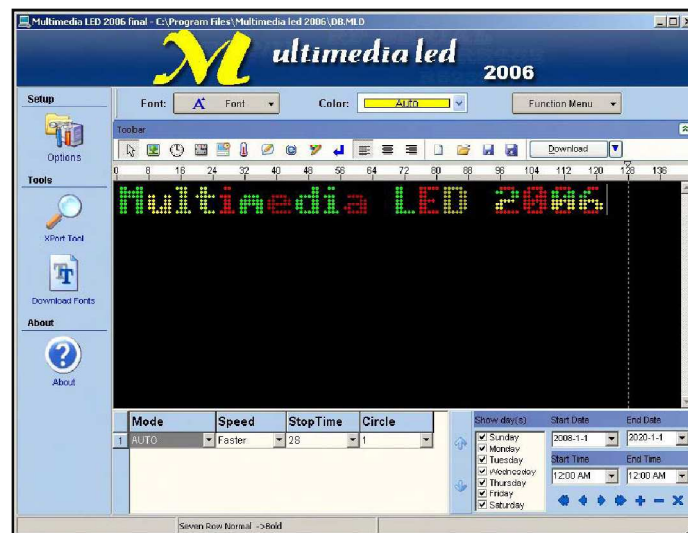 Multimedia LED 2006 final - C:\Program Files\Multimedia led 2006\DB.MLD
Multimedia led
2006
Setup
Options
Tools
XPort Tool
Download Fonts
About
About
Font: A Font Color: Auto Function Menu
Toolbar
Download
0 8 16 24 32 40 48 56 64 72 80 88 96 104 112 120 128 136
Multimedia LED 2006
Mode Speed StopTime Circle
1 AUTO Faster 28 1
Show day(s)
Sunday
Monday
Tuesday
Wednesday
Thursday
Friday
Saturday
Start Date End Date
2008-1-1 2020-1-1
Start Time End Time
12:00 AM 12:00 AM
Seven Row Normal ->Bold